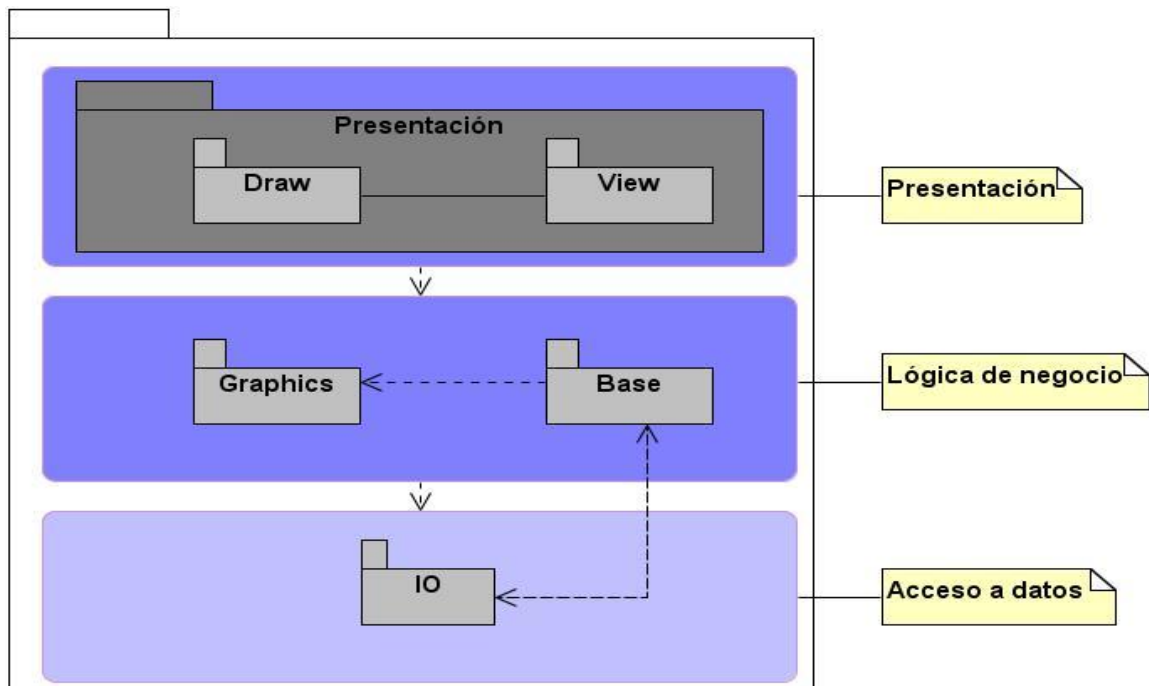 Presentación
Draw
View
Presentación
Graphics
Base
Lógica de negocio
IO
Acceso a datos